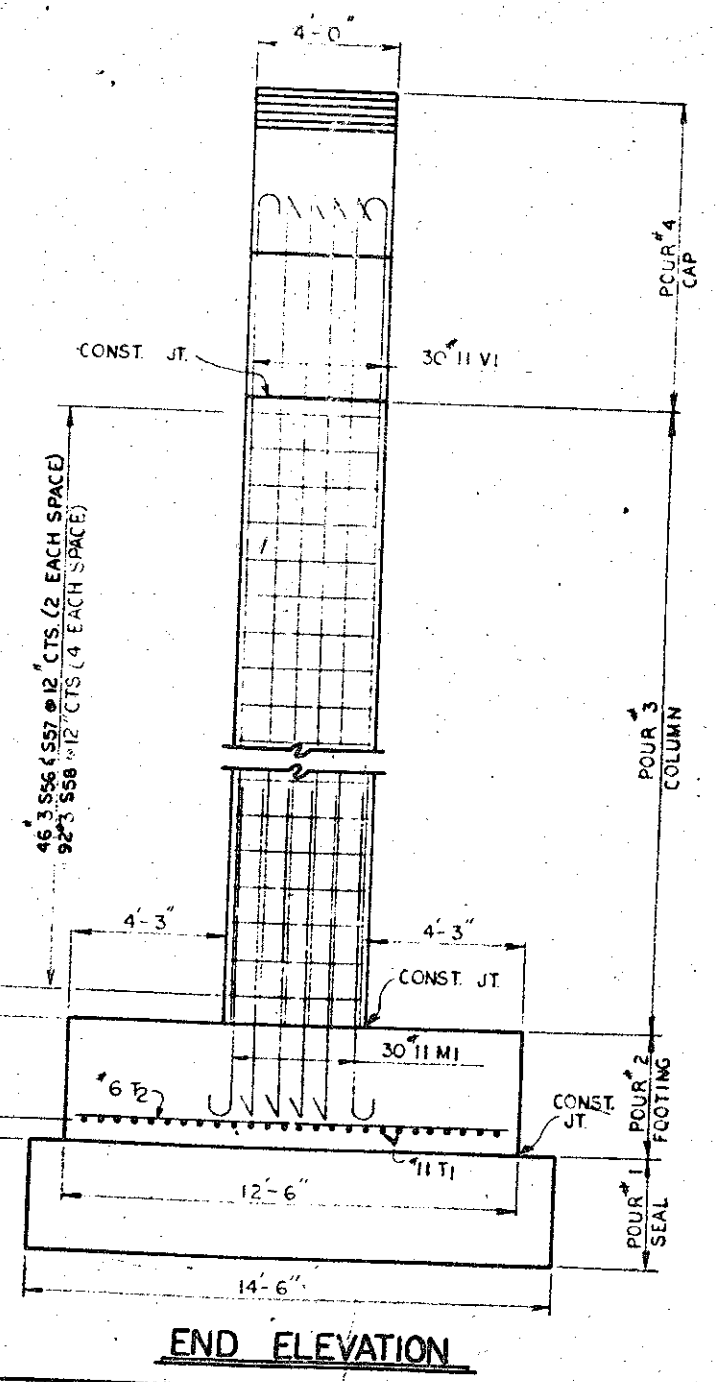 4'-0"
POUR #4
CAP
CONST. JT.
30 #11 V1
46 #3 S56 & S57 @ 12" CTS. (2 EACH SPACE)
92 #3 S58 @ 12" CTS (4 EACH SPACE)
POUR #3
COLUMN
4'-3"
4'-3"
CONST. JT.
30 #11 M1
#6 T2
CONST.
JT.
POUR #2
FOOTING
#11 T1
12'-6"
POUR #1
SEAL
14'-6"
END ELEVATION